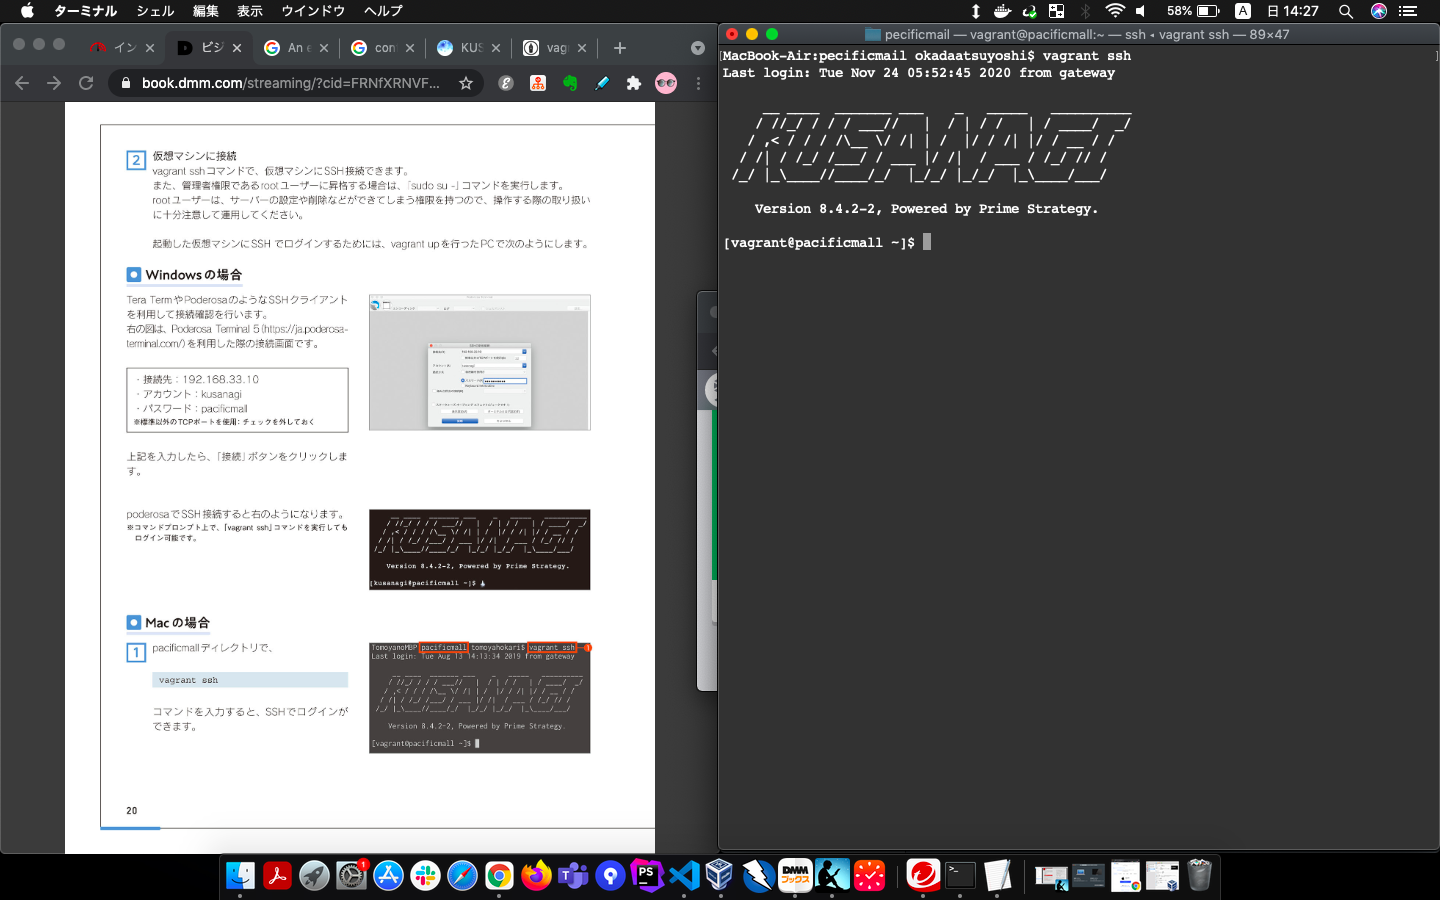 ターミナル シェル 編集 表示 ウインドウ ヘルプ 58% A 日 14:27
イン ビジ An e con KUS vag
book.dmm.com/streaming/?cid=FRNfXRNVF...
2 仮想マシンに接続
vagrant sshコマンドで、仮想マシンにSSH接続できます。
また、管理者権限であるrootユーザーに昇格する場合は、「sudo su -」コマンドを実行します。
rootユーザーは、サーバーの設定や削除などができてしまう権限を持つので、操作する際の取り扱い
に十分注意して運用してください。
起動した仮想マシンにSSH でログインするためには、vagrant upを行ったPCで次のようにします。
Windowsの場合
Tera TermやPoderosaのようなSSHクライアント
を利用して接続確認を行います。
右の図は、Poderosa Terminal 5(https://ja.poderosa-
terminal.com/)を利用した際の接続画面です。
・接続先：192.168.33.10
・アカウント：kusanagi
・パスワード：pacificmall
※標準以外のTCPポートを使用：チェックを外しておく
上記を入力したら、「接続」ボタンをクリックしま
す。
poderosaでSSH接続すると右のようになります。
※コマンドプロンプト上で、「vagrant ssh」コマンドを実行しても
ログイン可能です。
Version 8.4.2-2, Powered by Prime Strategy.
[kusanagi@pacificmall ~]$
Macの場合
1 pacificmallディレクトリで、
vagrant ssh
コマンドを入力すると、SSHでログインが
できます。
TomoyanoMBP pacificmall tomoyahokari$ vagrant ssh 1
Last login: Tue Aug 13 14:13:34 2019 from gateway
Version 8.4.2-2, Powered by Prime Strategy.
[vagrant@pacificmall ~]$
20
pecificmail — vagrant@pacificmall:~ — ssh ◂ vagrant ssh — 89×47
[MacBook-Air:pecificmail okadaatsuyoshi$ vagrant ssh ]
Last login: Tue Nov 24 05:52:45 2020 from gateway
KUSANAGI
Version 8.4.2-2, Powered by Prime Strategy.
[vagrant@pacificmall ~]$
1 PS DMM ブックス